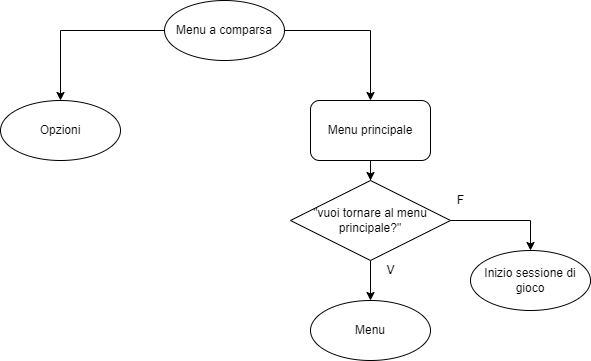 Menu a comparsa
Opzioni
Menu principale
"vuoi tornare al menu
principale?"
F
V
Inizio sessione di
gioco
Menu